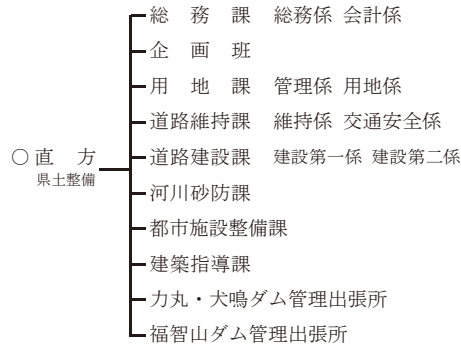 総務課 総務係 会計係
企画班
用地課 管理係 用地係
道路維持課 維持係 交通安全係
○直方 道路建設課 建設第一係 建設第二係
県土整備
河川砂防課
都市施設整備課
建築指導課
力丸・犬鳴ダム管理出張所
福智山ダム管理出張所